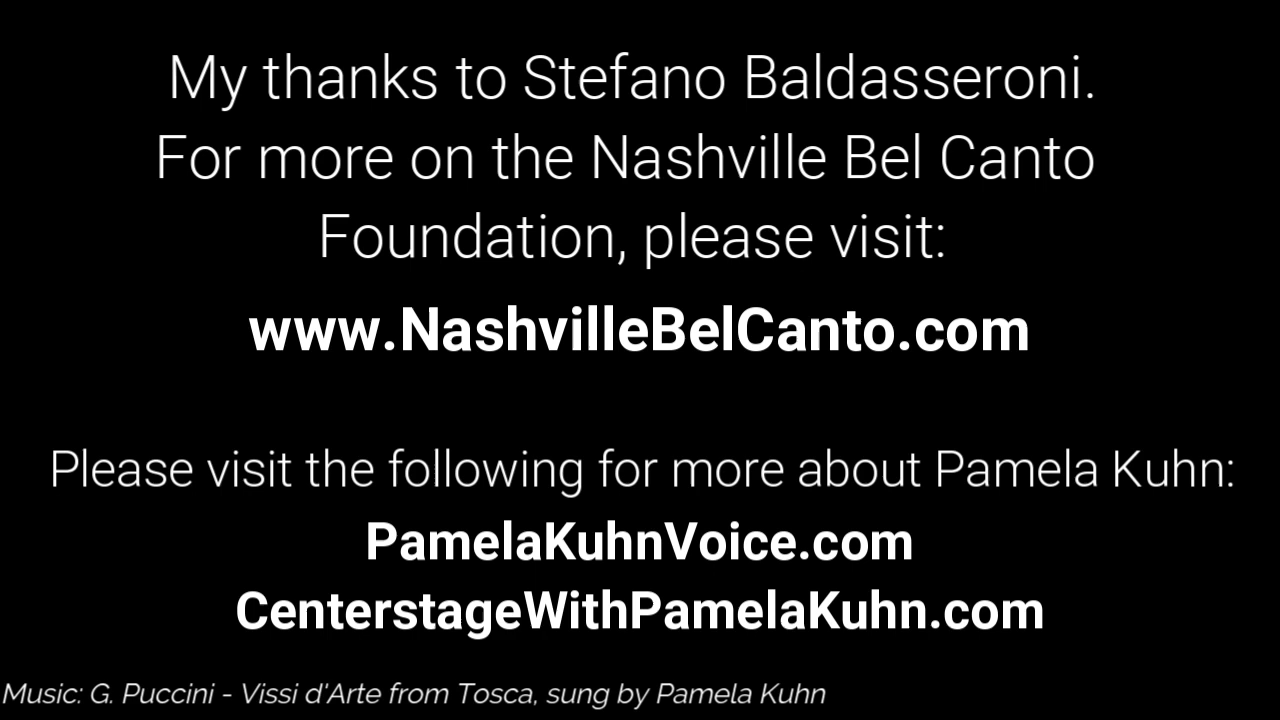 My thanks to Stefano Baldasseroni.
For more on the Nashville Bel Canto
Foundation, please visit:
www.NashvilleBelCanto.com
Please visit the following for more about Pamela Kuhn:
PamelaKuhnVoice.com
CenterstageWithPamelaKuhn.com
Music: G. Puccini - Vissi d'Arte from Tosca, sung by Pamela Kuhn